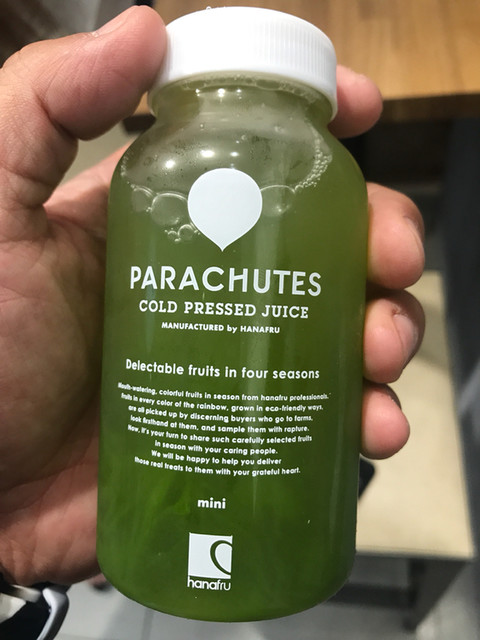 PARACHUTES
COLD PRESSED JUICE
MANUFACTURED by HANAFRU
Delectable fruits in four seasons
Mouth-watering, colorful fruits in season from hanafru professionals.
Fruits in every color of the rainbow, grown in eco-friendly ways,
are all picked up by discerning buyers who go to farms,
look firsthand at them, and sample them with rapture.
Now, it's your turn to share such carefully selected fruits
in season with your caring people.
We will be happy to help you deliver
those real treats to them with your grateful heart.
mini
hanafru